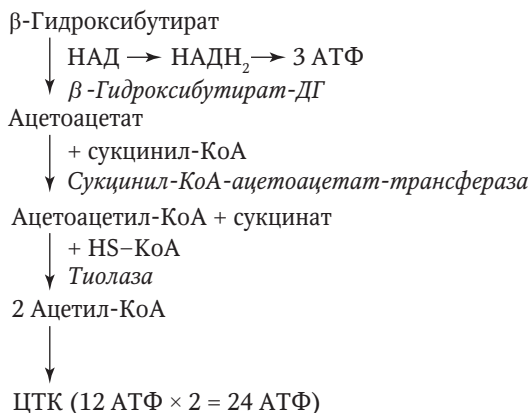 β-Гидроксибутират
НАД → НАДН₂ → 3 АТФ
β-Гидроксибутират-ДГ
Ацетоацетат
+ сукцинил-КоА
Сукцинил-КоА-ацетоацетат-трансфераза
Ацетоацетил-КоА + сукцинат
+ HS–КоА
Тиолаза
2 Ацетил-КоА
ЦТК (12 АТФ × 2 = 24 АТФ)